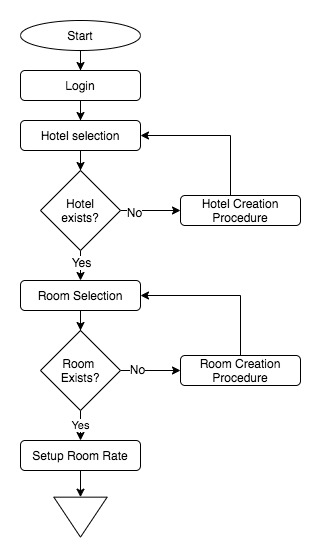 Start
Login
Hotel selection
Hotel
exists?
No
Hotel Creation
Procedure
Yes
Room Selection
Room
Exists?
No
Room Creation
Procedure
Yes
Setup Room Rate